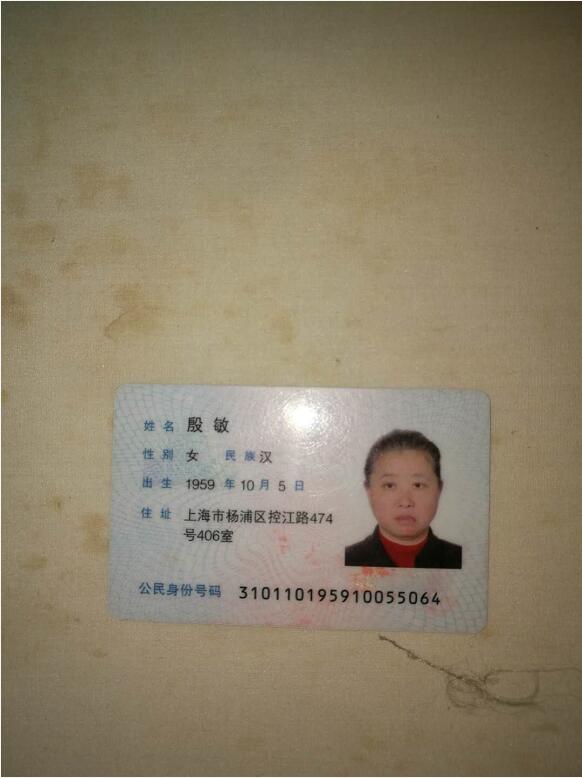 姓名 殷敏
性别 女 民族 汉
出生 1959 年 10 月 5 日
住址 上海市杨浦区控江路474
号406室
公民身份号码 310110195910055064